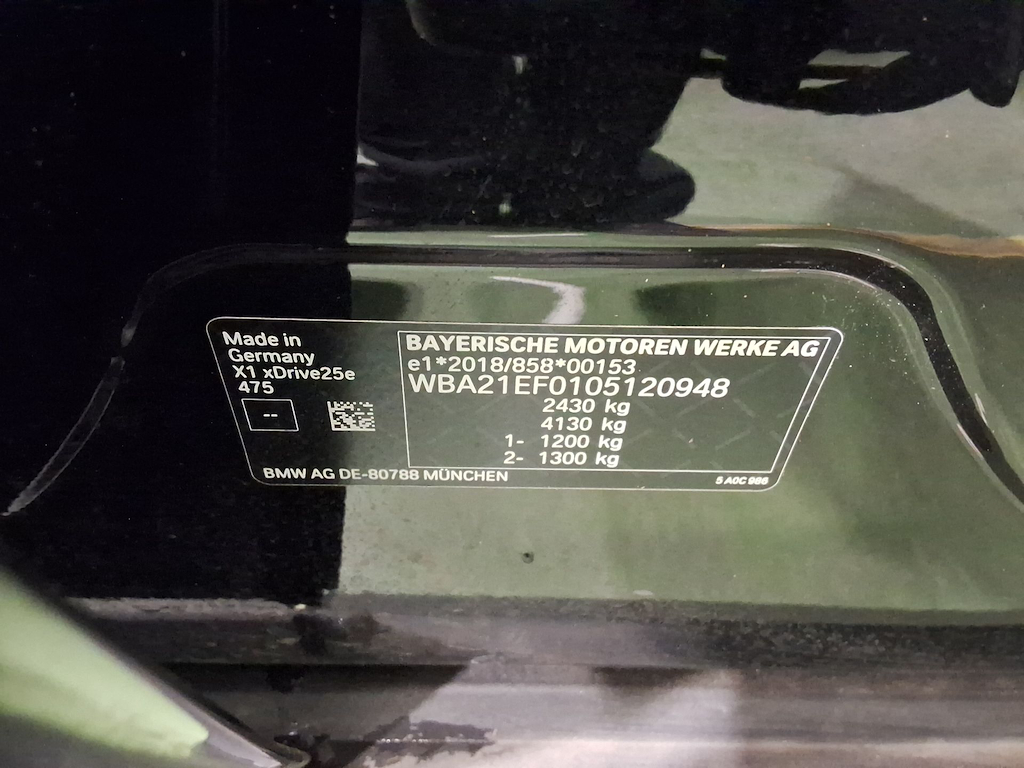 Made in
Germany
X1 xDrive25e
475
--
BAYERISCHE MOTOREN WERKE AG
e1*2018/858*00153
WBA21EF0105120948
2430 kg
4130 kg
1- 1200 kg
2- 1300 kg
BMW AG DE-80788 MÜNCHEN
5 A0C 986